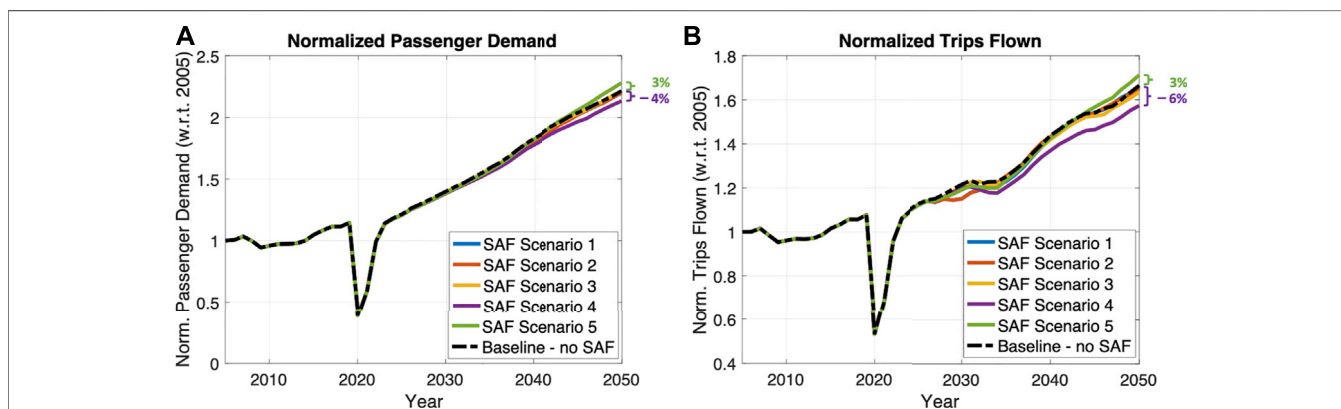 A
Normalized Passenger Demand
Norm. Passenger Demand (w.r.t. 2005)
2.5
2
1.5
1
0.5
0
3%
−4%
SAF Scenario 1
SAF Scenario 2
SAF Scenario 3
SAF Scenario 4
SAF Scenario 5
Baseline - no SAF
2010
2020
2030
2040
2050
Year
B
Normalized Trips Flown
Norm. Trips Flown (w.r.t. 2005)
1.8
1.6
1.4
1.2
1.0
0.8
0.6
0.4
3%
−6%
SAF Scenario 1
SAF Scenario 2
SAF Scenario 3
SAF Scenario 4
SAF Scenario 5
Baseline - no SAF
2010
2020
2030
2040
2050
Year